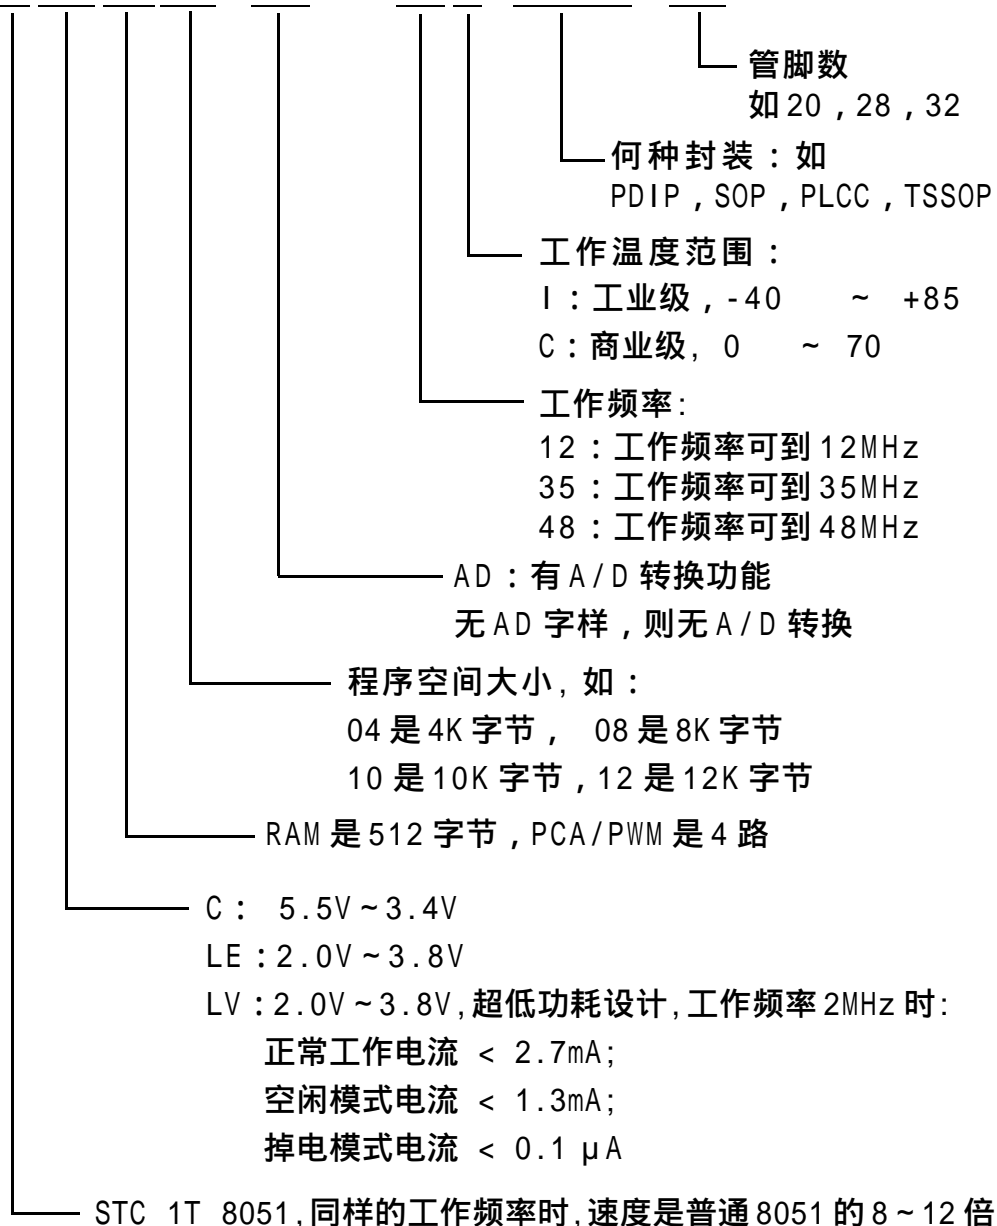 管脚数
如20，28，32
何种封装：如
PDIP，SOP，PLCC，TSSOP
工作温度范围：
I：工业级，-40 ~ +85
C：商业级, 0 ~ 70
工作频率:
12：工作频率可到12MHz
35：工作频率可到35MHz
48：工作频率可到48MHz
AD：有A/D转换功能
无AD字样，则无A/D转换
程序空间大小, 如：
04是4K字节， 08是8K字节
10是10K字节，12是12K字节
RAM是512字节，PCA/PWM是4路
C： 5.5V~3.4V
LE：2.0V~3.8V
LV：2.0V~3.8V,超低功耗设计,工作频率2MHz时:
正常工作电流 < 2.7mA;
空闲模式电流 < 1.3mA;
掉电模式电流 < 0.1 μA
STC 1T 8051,同样的工作频率时,速度是普通8051的8~12倍